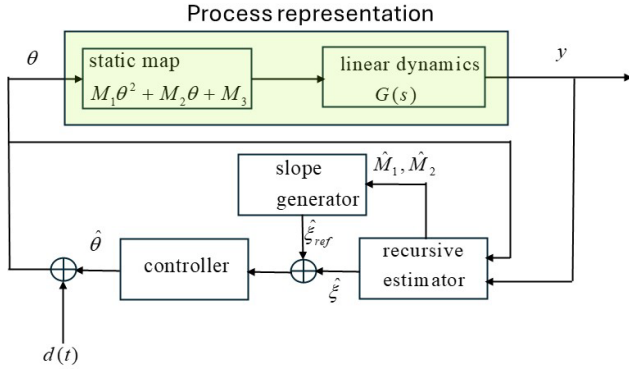 Process representation
θ
static map
M₁θ² + M₂θ + M₃
linear dynamics
G(s)
y
slope
generator
M̂₁, M̂₂
ξ̂_ref
θ̂
controller
ξ̂
recursive
estimator
d(t)